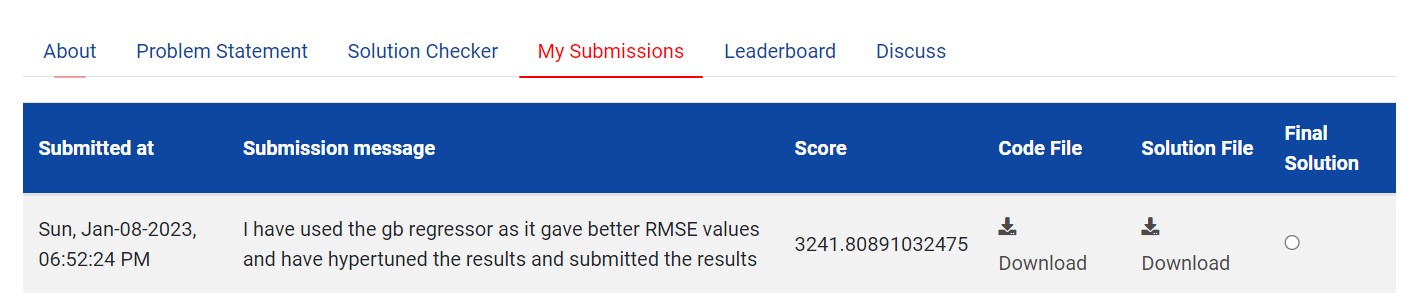 About Problem Statement Solution Checker My Submissions Leaderboard Discuss
Submitted at Submission message Score Code File Solution File Final Solution
Sun, Jan-08-2023, I have used the gb regressor as it gave better RMSE values
06:52:24 PM and have hypertuned the results and submitted the results
3241.80891032475
Download Download